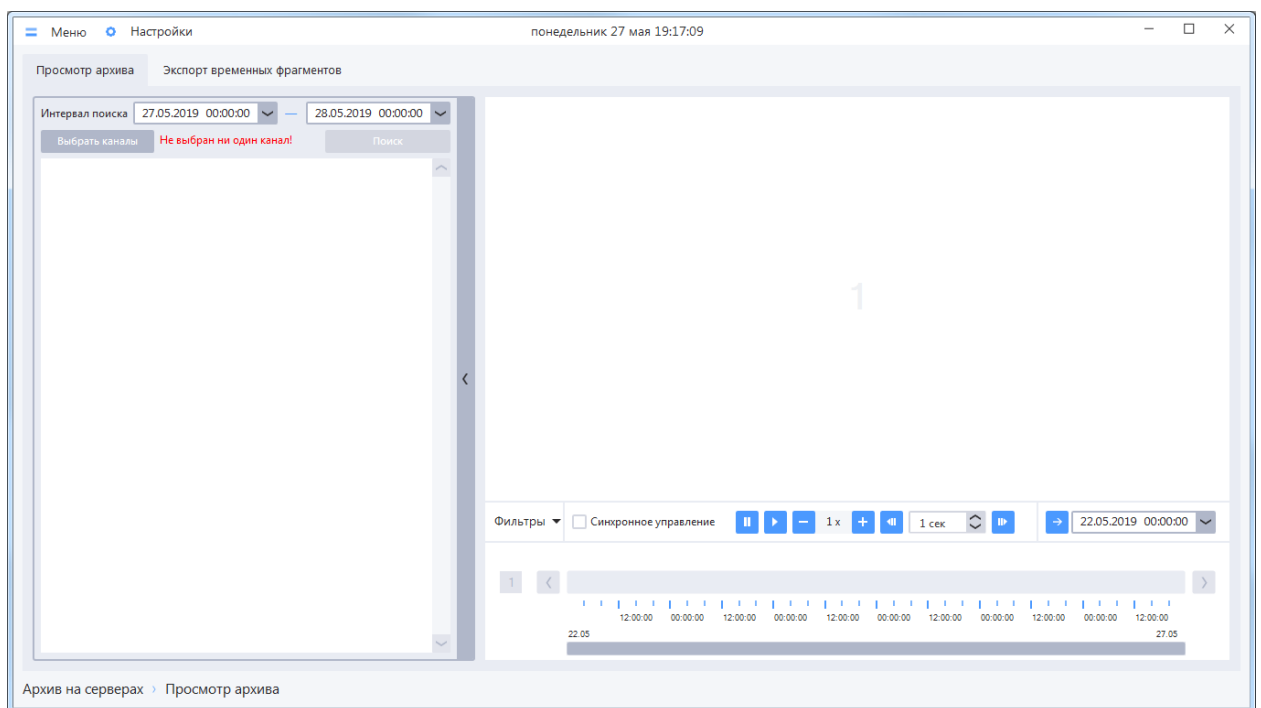 Меню Настройки понедельник 27 мая 19:17:09
Просмотр архива Экспорт временных фрагментов
Интервал поиска 27.05.2019 00:00:00 — 28.05.2019 00:00:00
Выбрать каналы Не выбран ни один канал! Поиск
1
Фильтры Синхронное управление 1 x 1 сек 22.05.2019 00:00:00
1
12:00:00 00:00:00 12:00:00 00:00:00 12:00:00 00:00:00 12:00:00 00:00:00 12:00:00 00:00:00 12:00:00
22.05 27.05
Архив на серверах › Просмотр архива